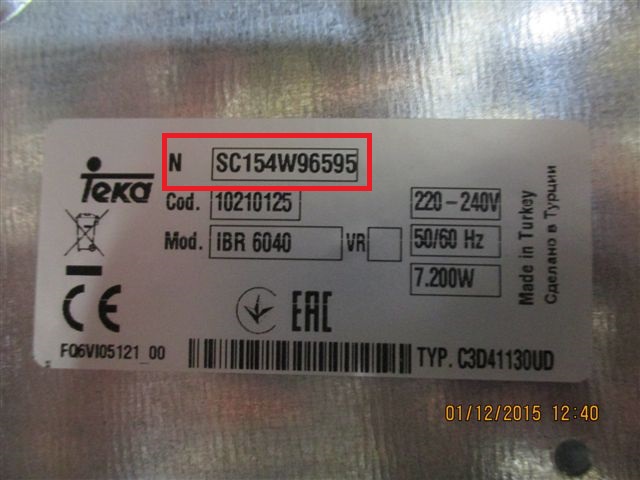 N SC154W96595
Teka
Cod. 10210125
220-240V
Mod. IBR 6040 VR
50/60 Hz
7.200W
Made in Turkey
Сделано в Турции
CE
EAC
FQ6VI05121_00
TYP. C3D41130UD
01/12/2015 12:40